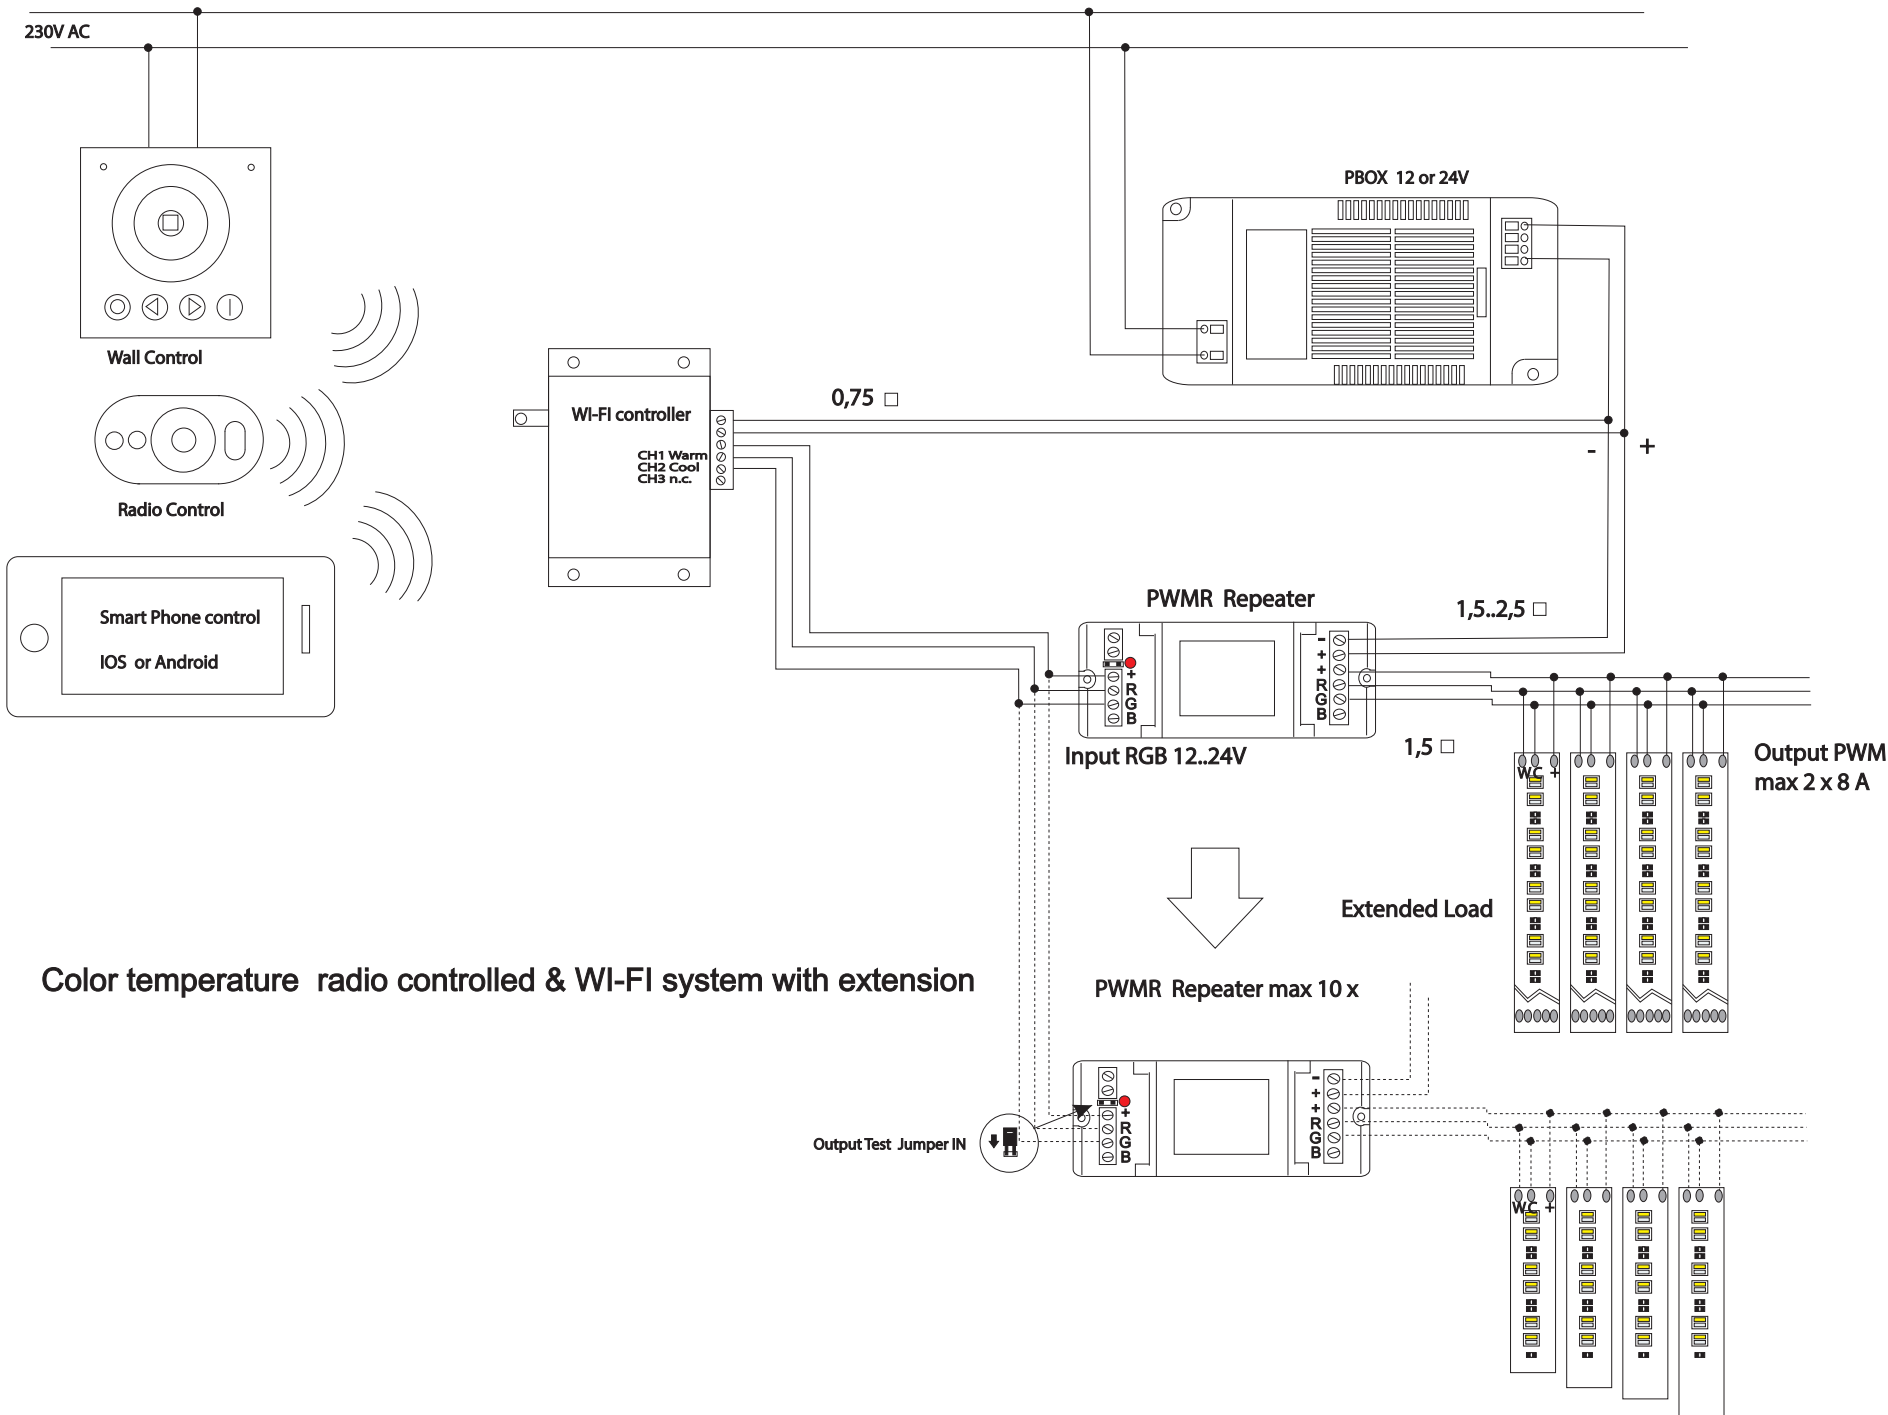 230V AC
PBOX 12 or 24V
Wall Control
0,75 □
WI-FI controller
CH1 Warm
CH2 Cool
CH3 n.c.
- +
Radio Control
Smart Phone control
IOS or Android
PWMR Repeater
1,5..2,5 □
+
R
G
B
-
+
+
R
G
B
Input RGB 12..24V
1,5 □
Output PWM
max 2 x 8 A
WC +
Extended Load
Color temperature radio controlled & WI-FI system with extension
PWMR Repeater max 10 x
+
R
G
B
-
+
+
R
G
B
Output Test Jumper IN
WC +